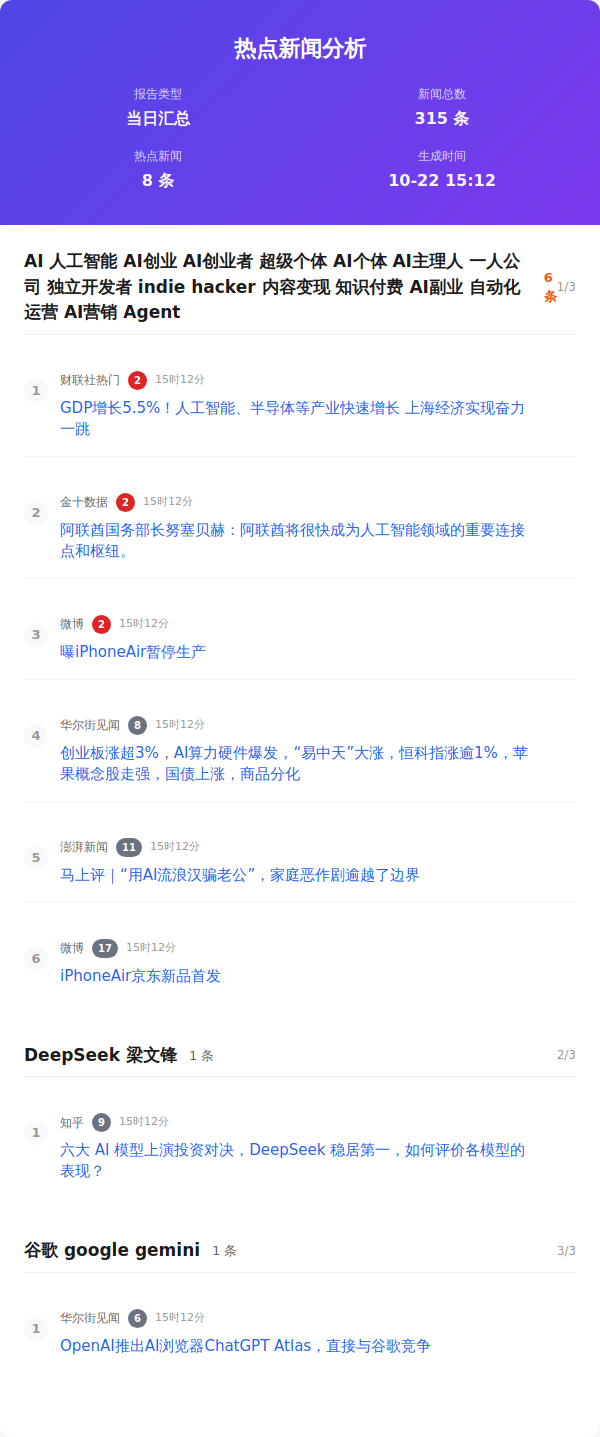 热点新闻分析
报告类型
新闻总数
当日汇总
315 条
热点新闻
生成时间
8 条
10-22 15:12
AI 人工智能 AI创业 AI创业者 超级个体 AI个体 AI主理人 一人公
司 独立开发者 indie hacker 内容变现 知识付费 AI副业 自动化
运营 AI营销 Agent
6
条
1/3
1
财联社热门 2 15时12分
GDP增长5.5%！人工智能、半导体等产业快速增长 上海经济实现奋力
一跳
2
金十数据 2 15时12分
阿联酋国务部长努塞贝赫：阿联酋将很快成为人工智能领域的重要连接
点和枢纽。
3
微博 2 15时12分
曝iPhoneAir暂停生产
4
华尔街见闻 8 15时12分
创业板涨超3%，AI算力硬件爆发，“易中天”大涨，恒科指涨逾1%，苹
果概念股走强，国债上涨，商品分化
5
澎湃新闻 11 15时12分
马上评｜“用AI流浪汉骗老公”，家庭恶作剧逾越了边界
6
微博 17 15时12分
iPhoneAir京东新品首发
DeepSeek 梁文锋 1 条 2/3
1
知乎 9 15时12分
六大 AI 模型上演投资对决，DeepSeek 稳居第一，如何评价各模型的
表现？
谷歌 google gemini 1 条 3/3
1
华尔街见闻 6 15时12分
OpenAI推出AI浏览器ChatGPT Atlas，直接与谷歌竞争